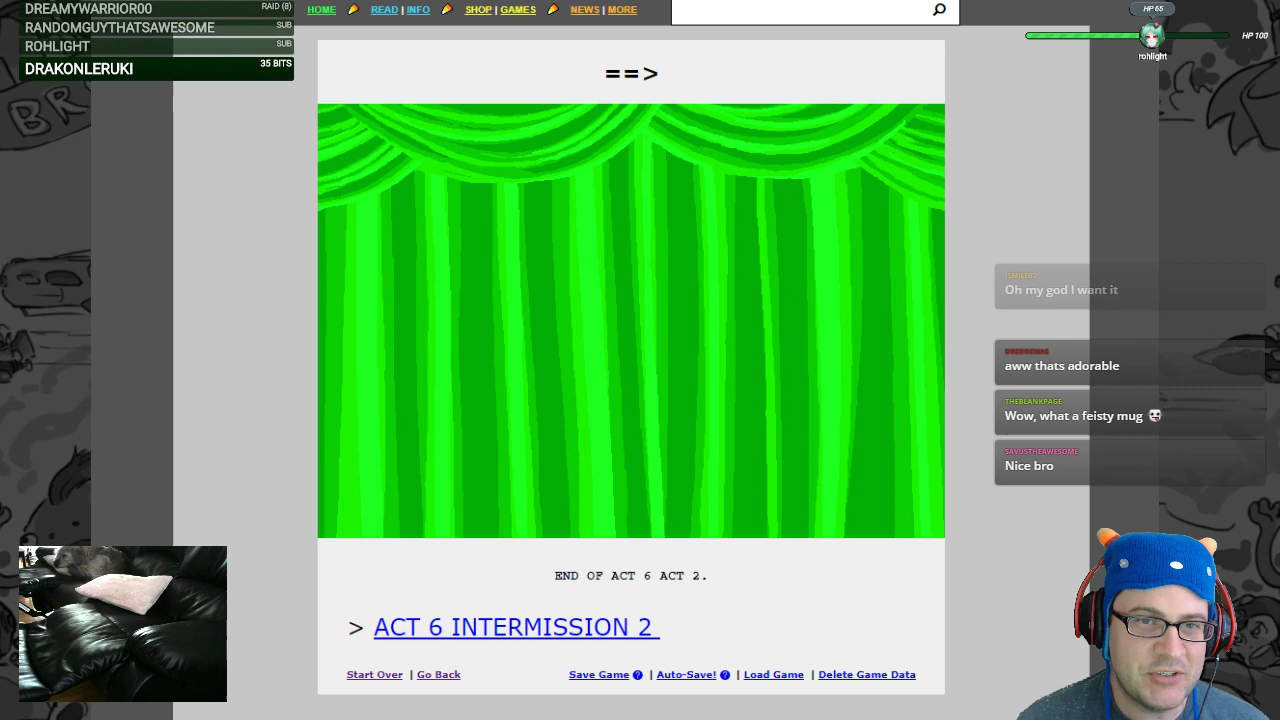 DREAMYWARRIOR00 RAID (8)
RANDOMGUYTHATSAWESOME SUB
ROHLIGHT SUB
DRAKONLERUKI 35 BITS
HOME READ | INFO SHOP | GAMES NEWS | MORE
HP 65
HP 100
rohlight
BR
==>
Oh my god I want it
aww thats adorable
THEBLANKPAGE
Wow, what a feisty mug
SAVUSTHEAWESOME
Nice bro
END OF ACT 6 ACT 2.
> ACT 6 INTERMISSION 2
Start Over | Go Back Save Game ? | Auto-Save! ? | Load Game | Delete Game Data